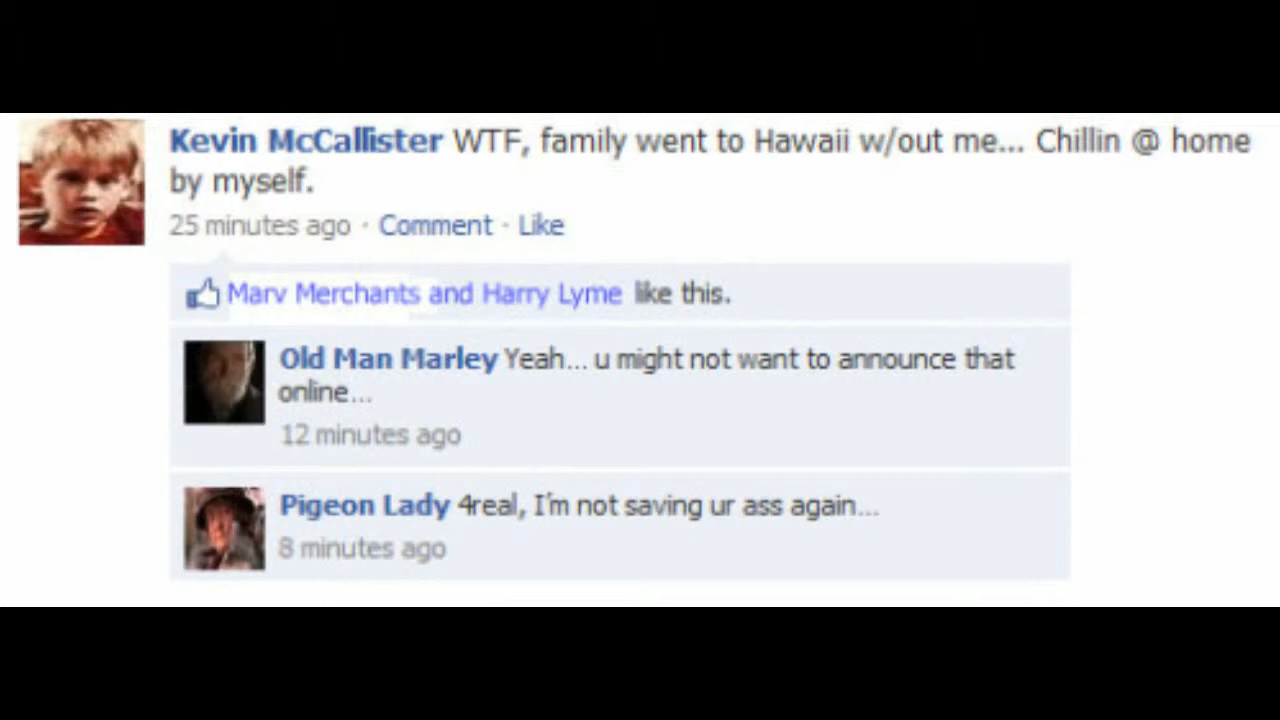 Kevin McCallister WTF, family went to Hawaii w/out me... Chillin @ home
by myself.
25 minutes ago · Comment · Like
Marv Merchants and Harry Lyme like this.
Old Man Marley Yeah... u might not want to announce that
online...
12 minutes ago
Pigeon Lady 4real, I'm not saving ur ass again...
8 minutes ago